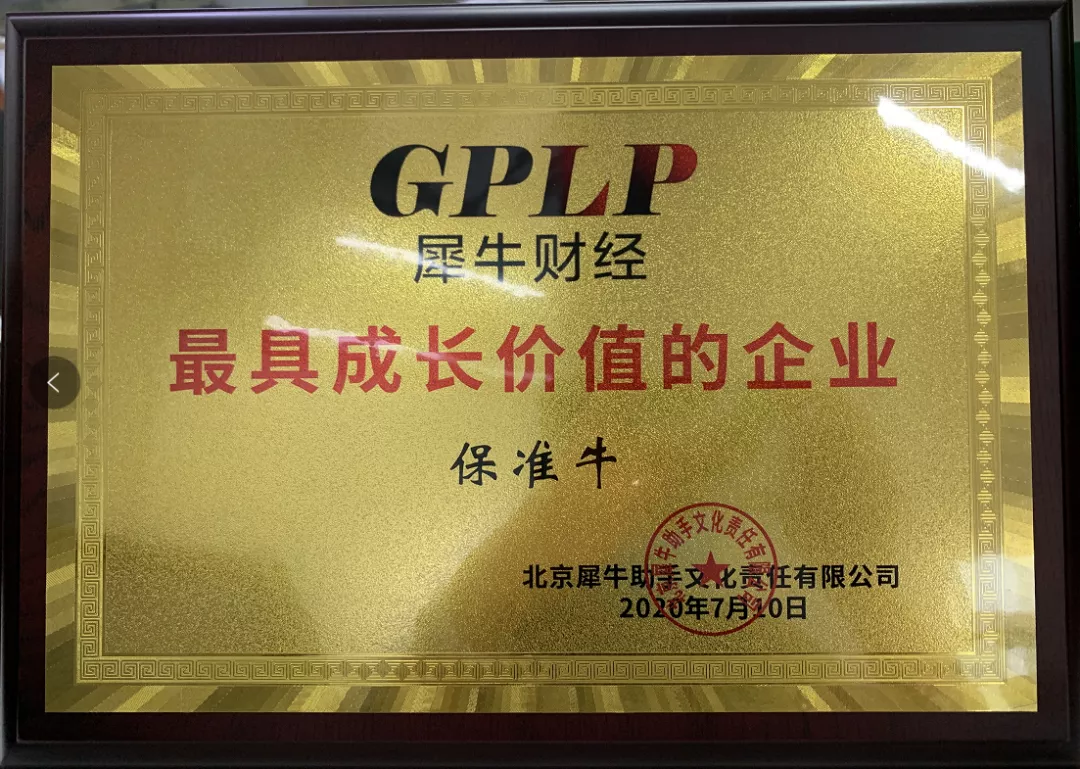 GPLP
犀牛财经
最具成长价值的企业
保准牛
北京犀牛助手文化责任有限公司
2020年7月10日